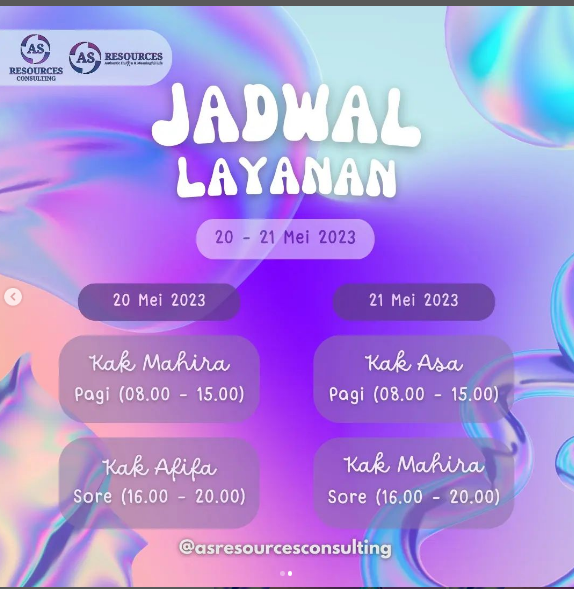 AS
RESOURCES
CONSULTING
AS
RESOURCES
JADWAL
LAYANAN
20 - 21 Mei 2023
20 Mei 2023
Kak Mahira
Pagi (08.00 - 15.00)
Kak Afifa
Sore (16.00 - 20.00)
21 Mei 2023
Kak Asa
Pagi (08.00 - 15.00)
Kak Mahira
Sore (16.00 - 20.00)
@asresourcesconsulting